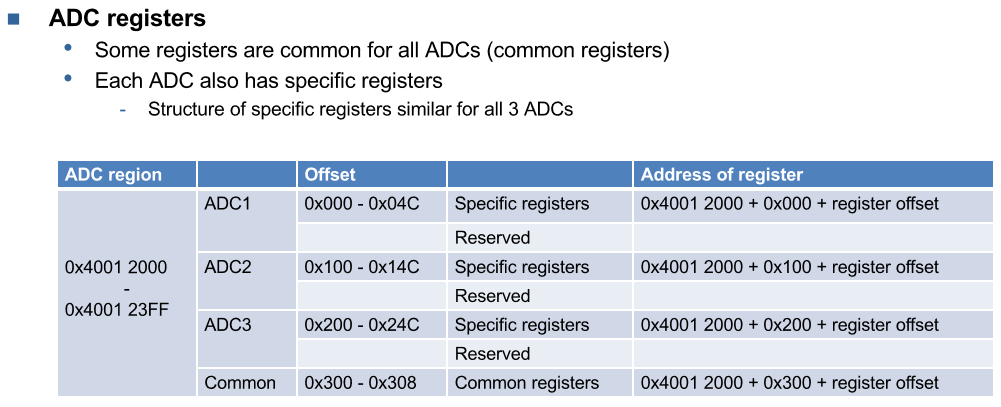 ADC registers
Some registers are common for all ADCs (common registers)
Each ADC also has specific registers
- Structure of specific registers similar for all 3 ADCs
ADC region Offset Address of register
ADC1 0x000 - 0x04C Specific registers 0x4001 2000 + 0x000 + register offset
Reserved
0x4001 2000
-
0x4001 23FF
ADC2 0x100 - 0x14C Specific registers 0x4001 2000 + 0x100 + register offset
Reserved
ADC3 0x200 - 0x24C Specific registers 0x4001 2000 + 0x200 + register offset
Reserved
Common 0x300 - 0x308 Common registers 0x4001 2000 + 0x300 + register offset